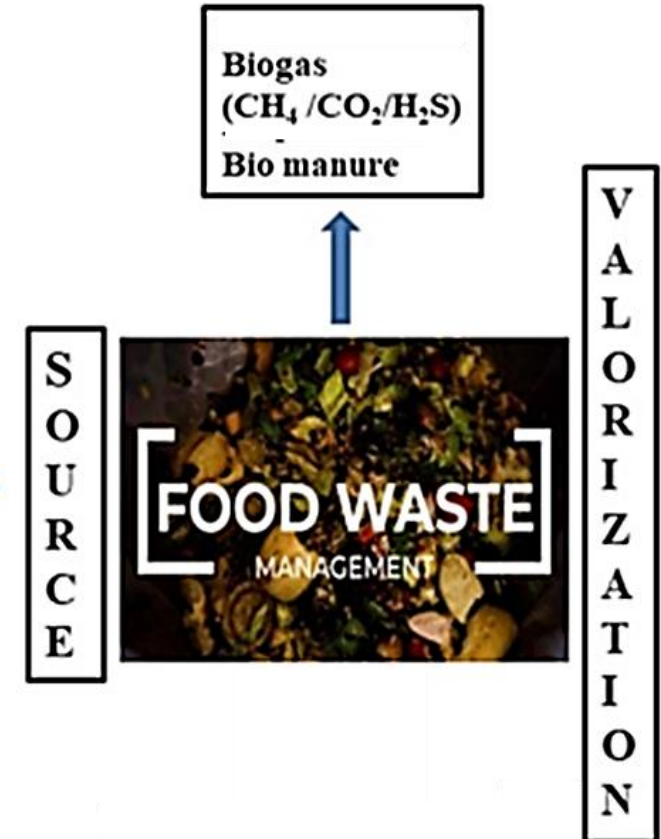 Biogas
(CH₄ /CO₂/H₂S)
Bio manure
SOURCE
FOOD WASTE
MANAGEMENT
VALORIZATION